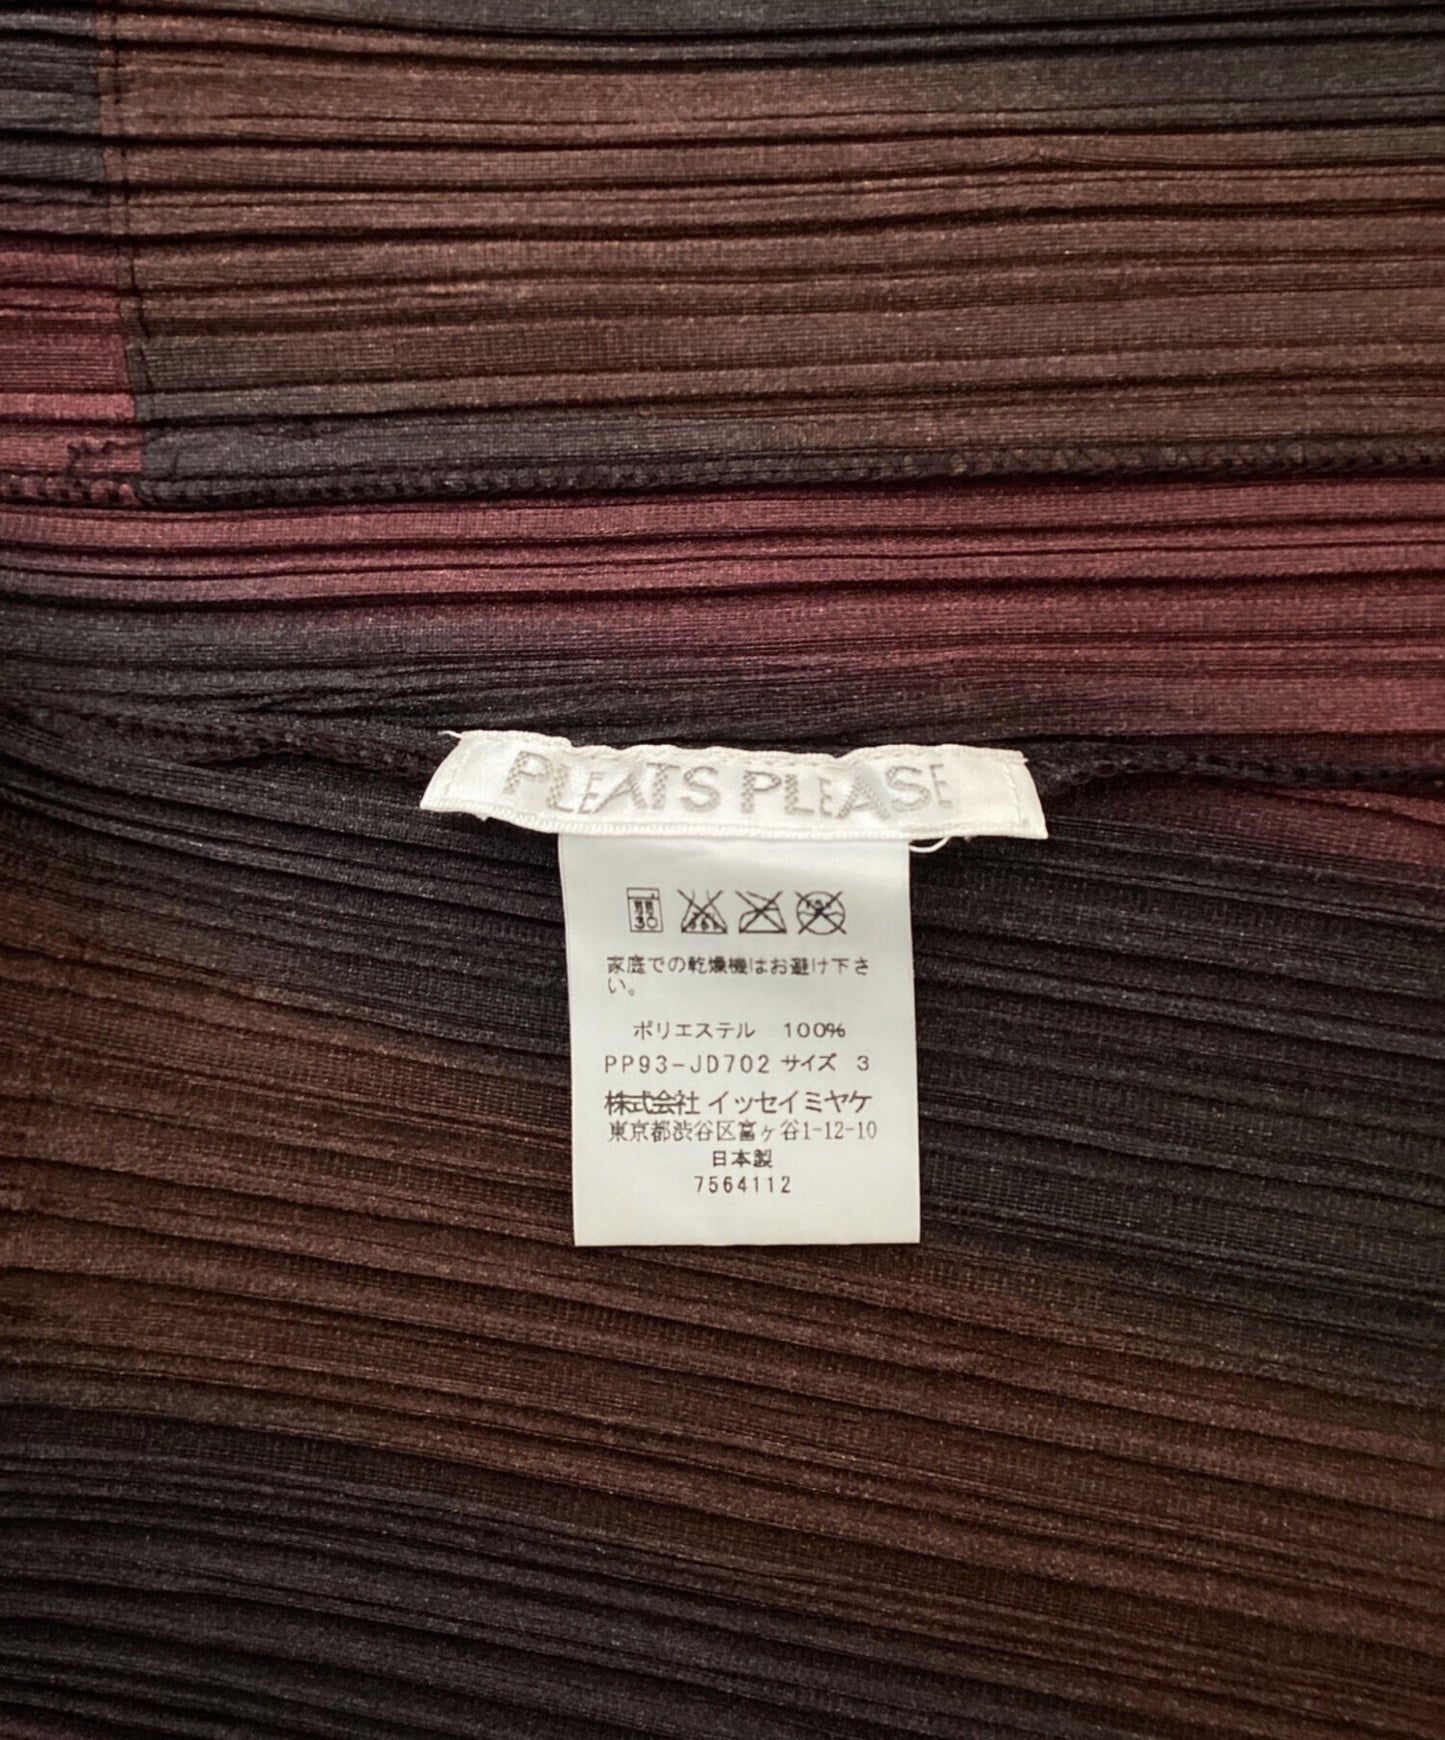 PLEATS PLEASE
30
家庭での乾燥機はお避け下さ
い。
ポリエステル 100%
PP93-JD702 サイズ 3
株式会社 イッセイミヤケ
東京都渋谷区富ヶ谷1-12-10
日本製
7564112